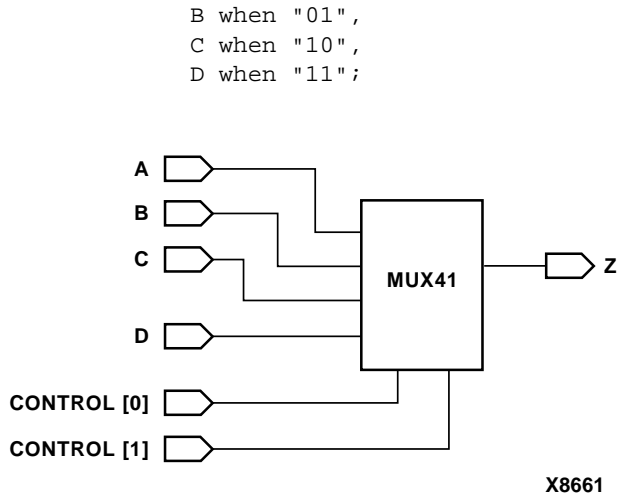 B when "01",
C when "10",
D when "11";
A
B
C
MUX41
Z
D
CONTROL [0]
CONTROL [1]
X8661